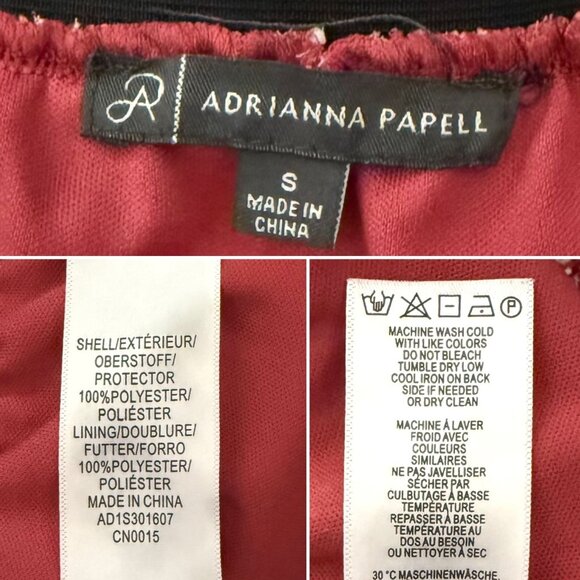 ADRIANNA PAPELL
S
MADE IN
CHINA
SHELL/EXTÉRIEUR/
OBERSTOFF/
PROTECTOR
100%POLYESTER/
POLIÉSTER
LINING/DOUBLURE/
FUTTER/FORRO
100%POLYESTER/
POLIÉSTER
MADE IN CHINA
AD1S301607
CN0015
P
MACHINE WASH COLD
WITH LIKE COLORS
DO NOT BLEACH
TUMBLE DRY LOW
COOL IRON ON BACK
SIDE IF NEEDED
OR DRY CLEAN
MACHINE À LAVER
FROID AVEC
COULEURS
SIMILAIRES
NE PAS JAVELLISER
SÉCHER PAR
CULBUTAGE À BASSE
TEMPÉRATURE
REPASSER À BASSE
TEMPÉRATURE AU
DOS AU BESOIN
OU NETTOYER À SEC
30 °C MASCHINENWÄSCHE,